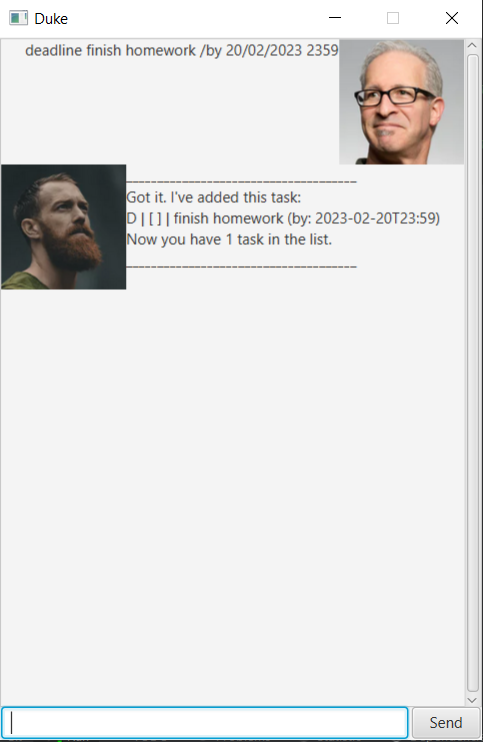 Duke
deadline finish homework /by 20/02/2023 2359
____________________________________
Got it. I've added this task:
D | [ ] | finish homework (by: 2023-02-20T23:59)
Now you have 1 task in the list.
____________________________________
Send